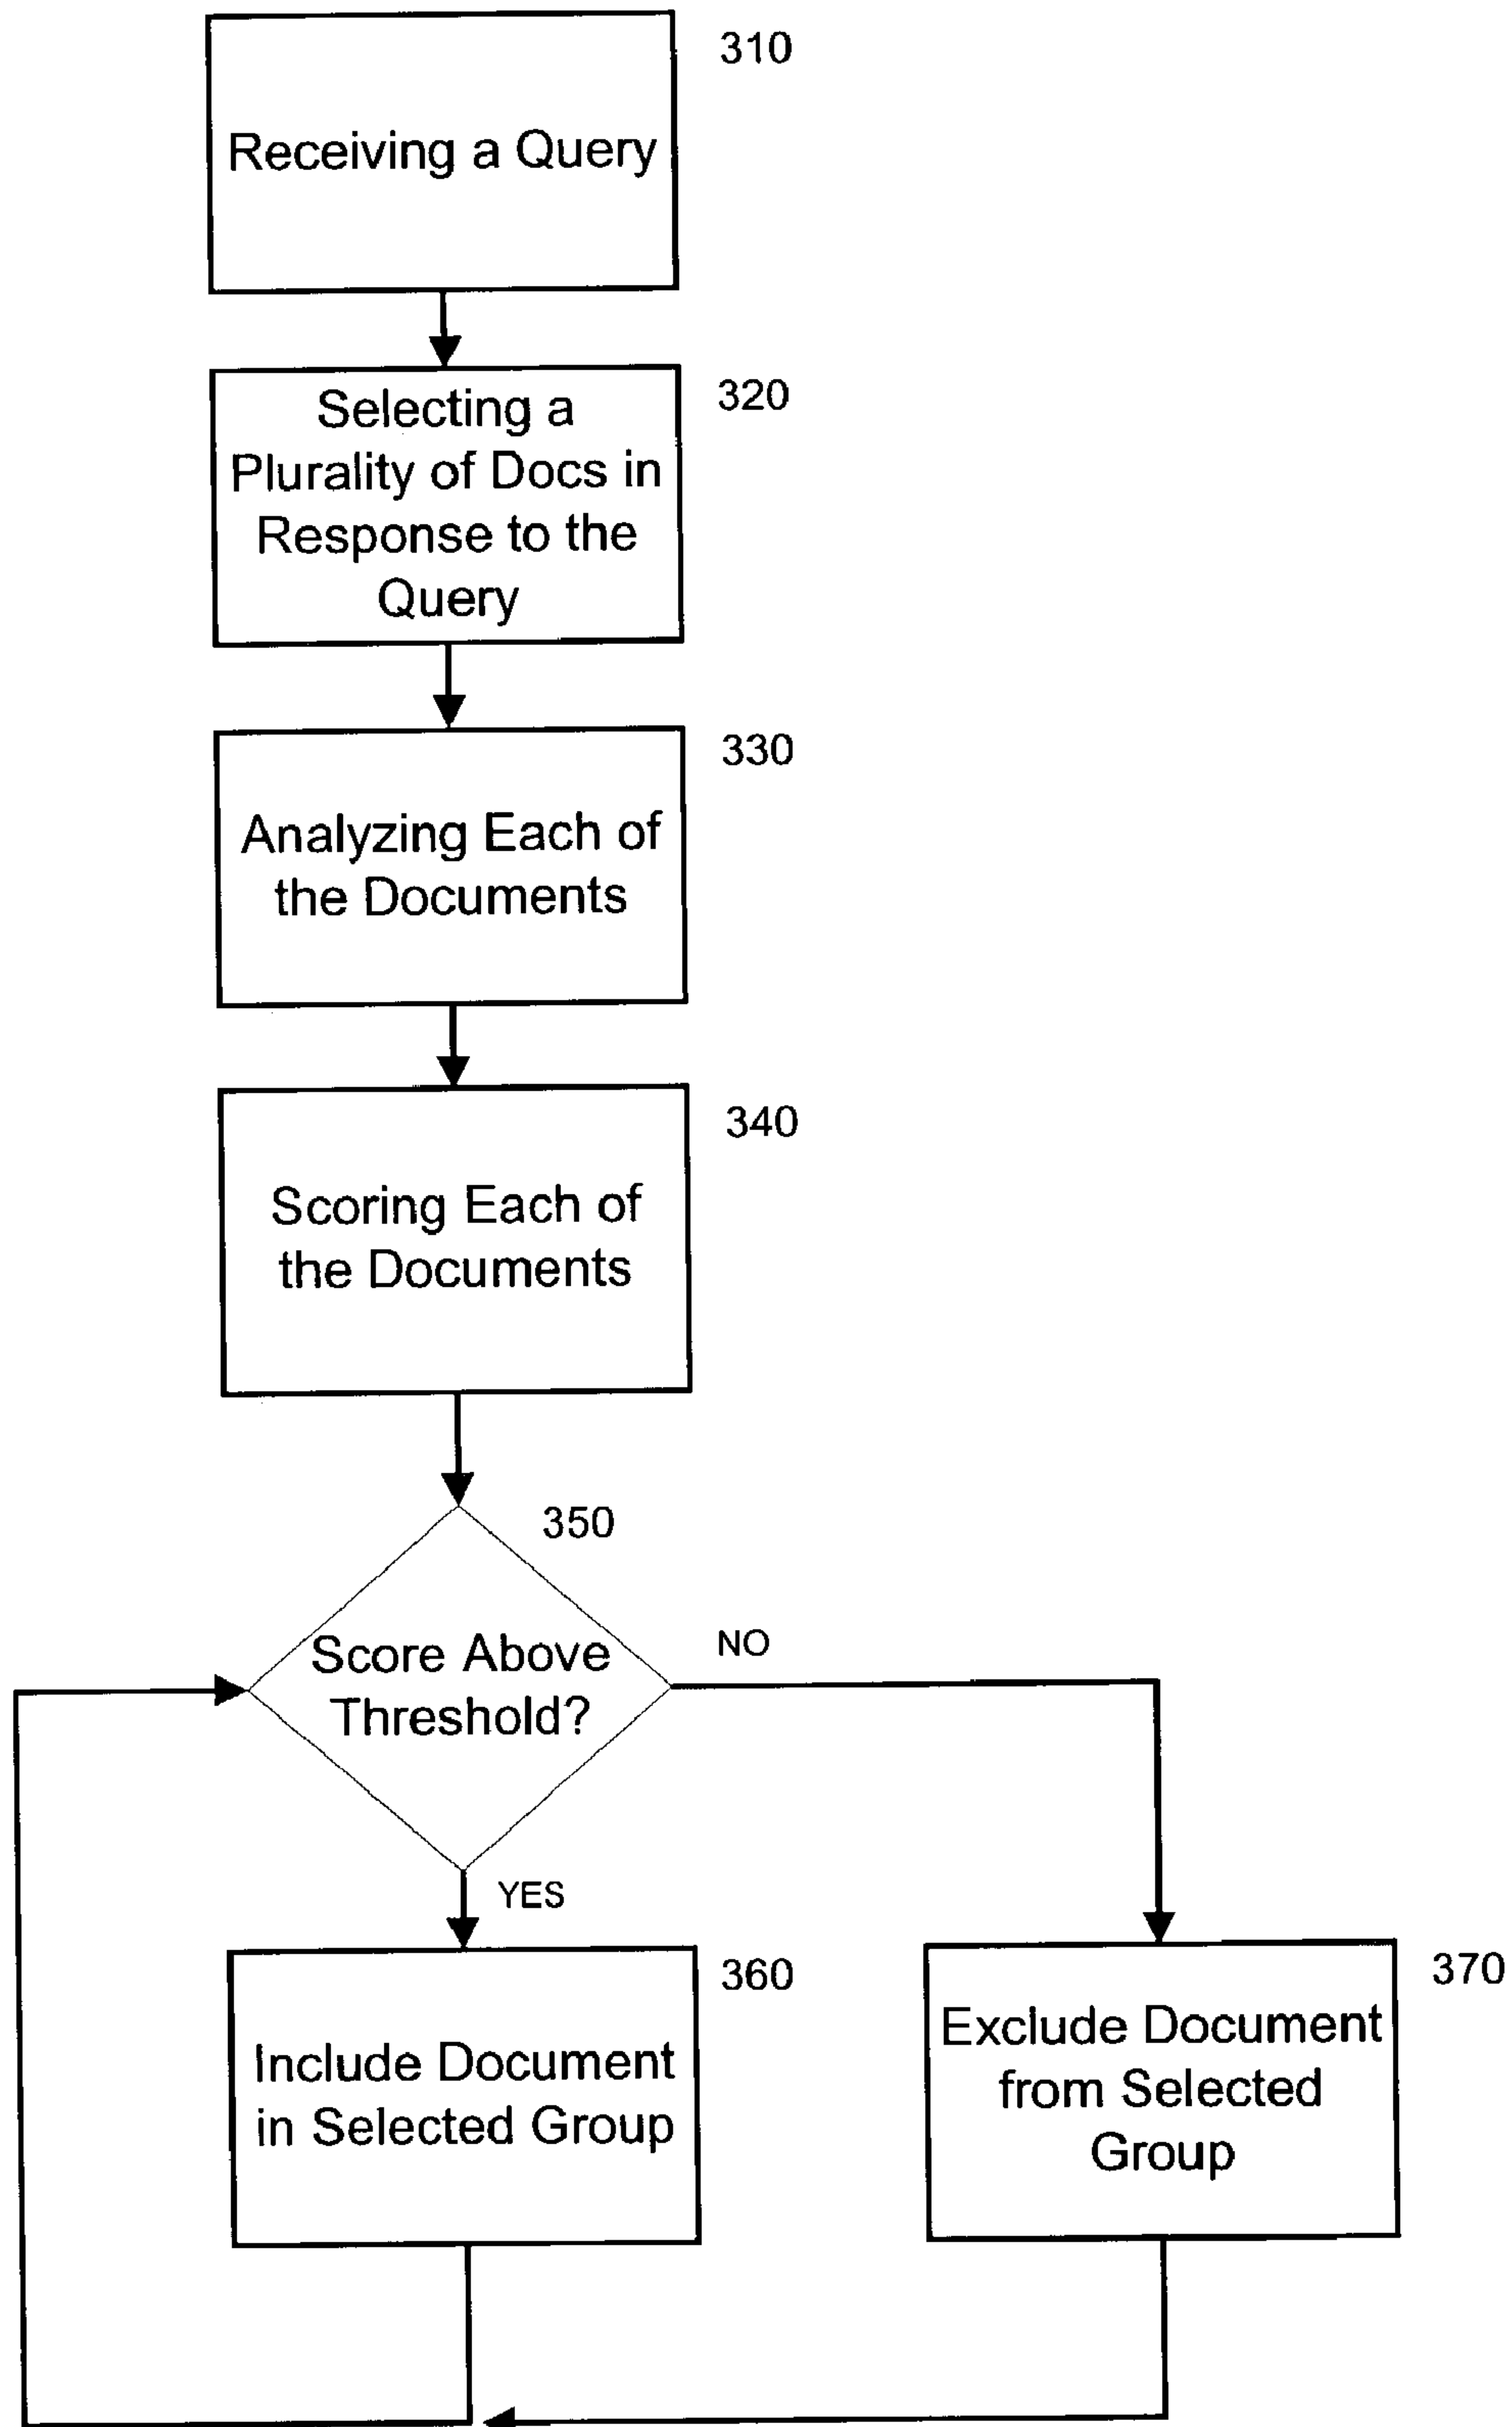 310
Receiving a Query
320
Selecting a
Plurality of Docs in
Response to the
Query
330
Analyzing Each of
the Documents
340
Scoring Each of
the Documents
350
Score Above
Threshold?
NO
YES
360
Include Document
in Selected Group
370
Exclude Document
from Selected
Group